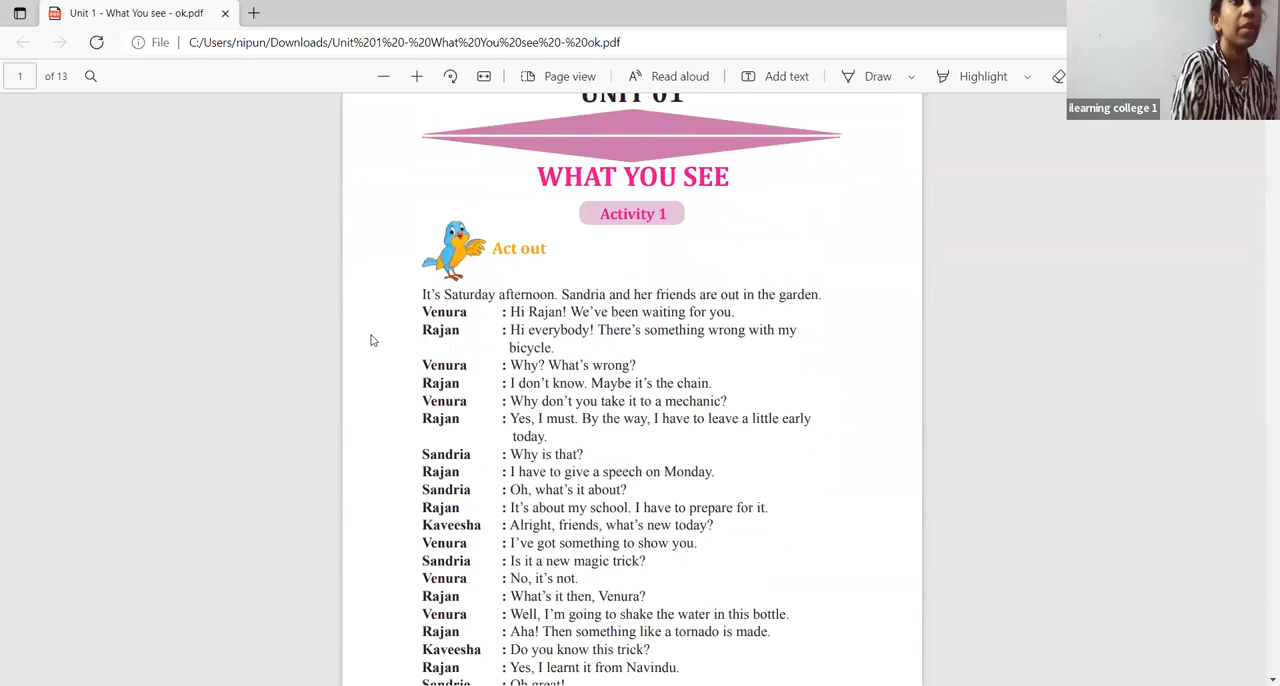 Unit 1 - What You see - ok.pdf
File
C:/Users/nipun/Downloads/Unit%201%20-%20What%20You%20see%20-%20ok.pdf
1 of 13
Page view
Read aloud
Add text
Draw
Highlight
ilearning college 1
UNIT 01
WHAT YOU SEE
Activity 1
Act out
It's Saturday afternoon. Sandria and her friends are out in the garden.
Venura : Hi Rajan! We've been waiting for you.
Rajan : Hi everybody! There's something wrong with my
bicycle.
Venura : Why? What's wrong?
Rajan : I don't know. Maybe it's the chain.
Venura : Why don't you take it to a mechanic?
Rajan : Yes, I must. By the way, I have to leave a little early
today.
Sandria : Why is that?
Rajan : I have to give a speech on Monday.
Sandria : Oh, what's it about?
Rajan : It's about my school. I have to prepare for it.
Kaveesha : Alright, friends, what's new today?
Venura : I've got something to show you.
Sandria : Is it a new magic trick?
Venura : No, it's not.
Rajan : What's it then, Venura?
Venura : Well, I'm going to shake the water in this bottle.
Rajan : Aha! Then something like a tornado is made.
Kaveesha : Do you know this trick?
Rajan : Yes, I learnt it from Navindu.
Sandria : Oh great!